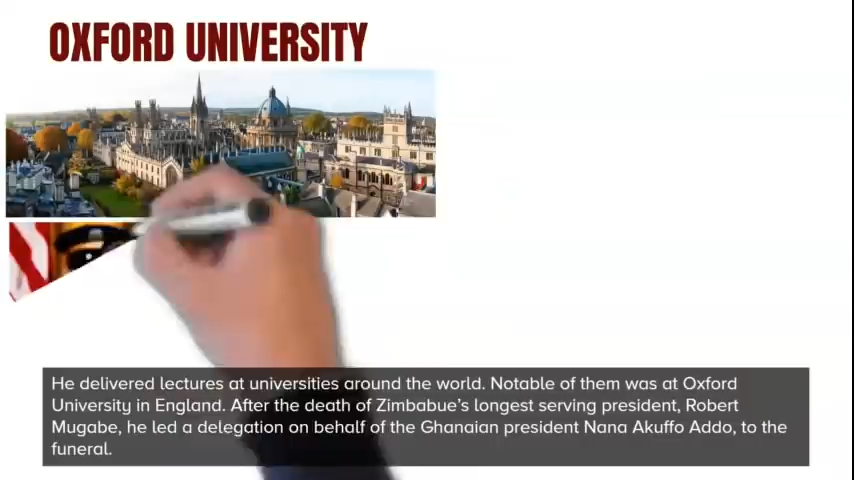 OXFORD UNIVERSITY
He delivered lectures at universities around the world. Notable of them was at Oxford
University in England. After the death of Zimbabue's longest serving president, Robert
Mugabe, he led a delegation on behalf of the Ghanaian president Nana Akuffo Addo, to the
funeral.